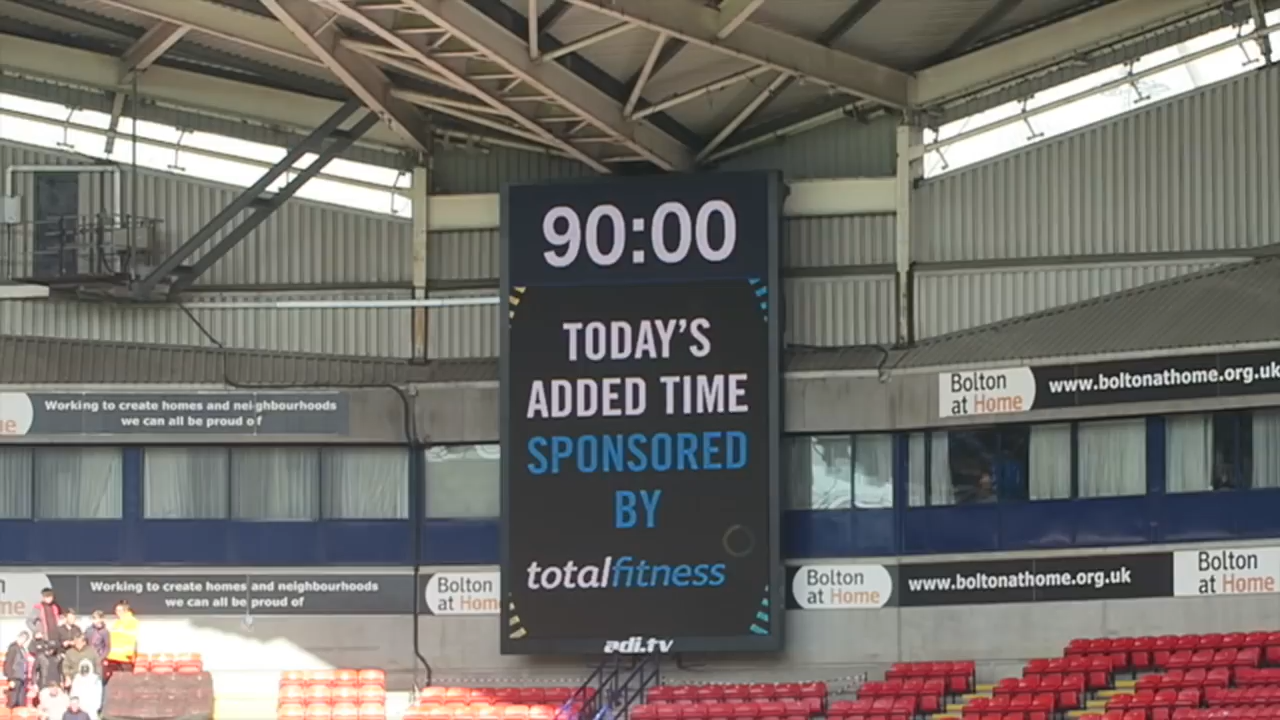 90:00
TODAY'S
ADDED TIME
SPONSORED
BY
totalfitness
adi.tv
Bolton
at Home
www.boltonathome.org.uk
Working to create homes and neighbourhoods
we can all be proud of
Working to create homes and neighbourhoods
we can all be proud of
Bolton
at Home
Bolton
at Home
www.boltonathome.org.uk
Bolton
at Home